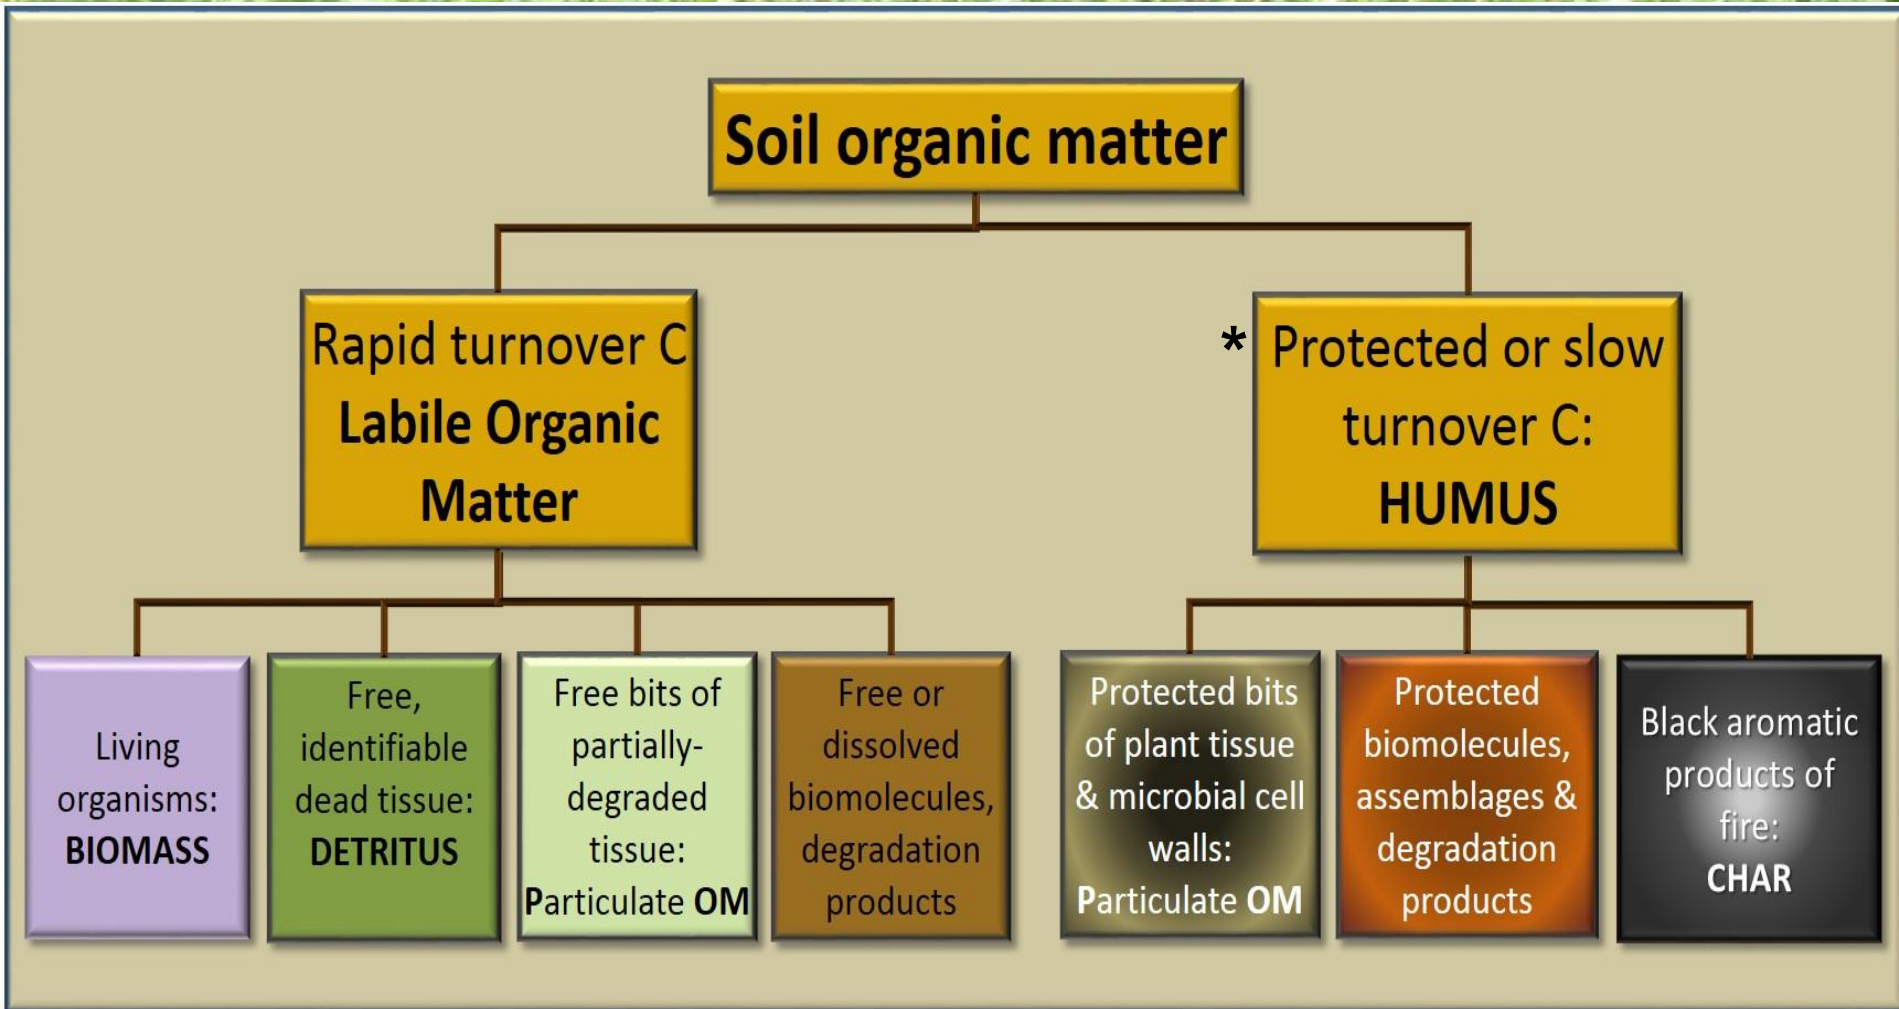 Soil organic matter
Rapid turnover C
Labile Organic
Matter
* Protected or slow
turnover C:
HUMUS
Living
organisms:
BIOMASS
Free,
identifiable
dead tissue:
DETRITUS
Free bits of
partially-
degraded
tissue:
Particulate OM
Free or
dissolved
biomolecules,
degradation
products
Protected bits
of plant tissue
& microbial cell
walls:
Particulate OM
Protected
biomolecules,
assemblages &
degradation
products
Black aromatic
products of
fire:
CHAR